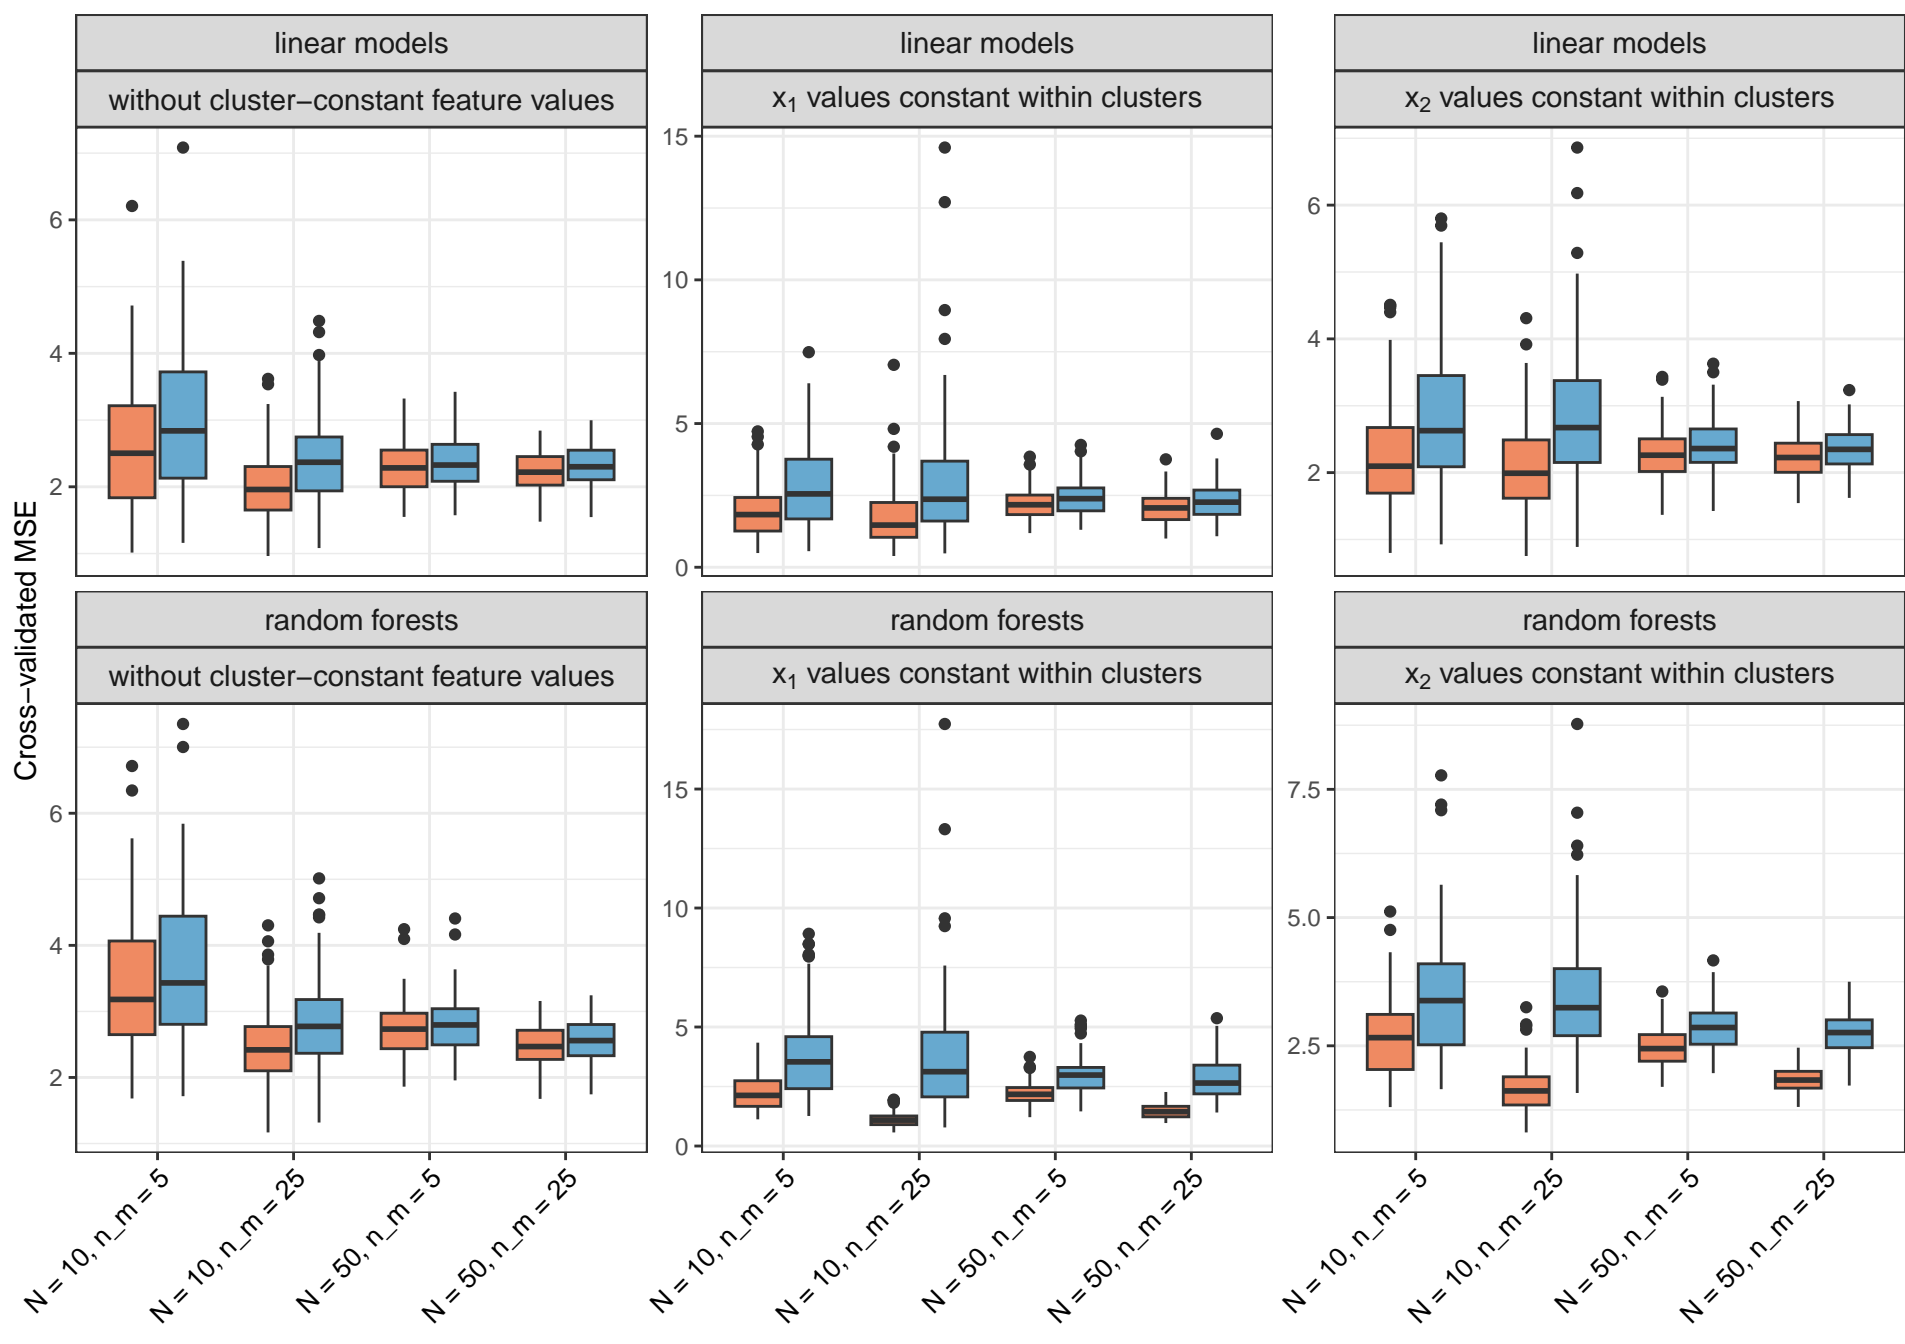 linear models
linear models
linear models
without cluster−constant feature values
x₁ values constant within clusters
x₂ values constant within clusters
6
4
2
15
10
5
0
6
4
2
Cross−validated MSE
random forests
random forests
random forests
without cluster−constant feature values
x₁ values constant within clusters
x₂ values constant within clusters
6
4
2
15
10
5
0
7.5
5.0
2.5
N = 10, n_m = 5
N = 10, n_m = 25
N = 50, n_m = 5
N = 50, n_m = 25
N = 10, n_m = 5
N = 10, n_m = 25
N = 50, n_m = 5
N = 50, n_m = 25
N = 10, n_m = 5
N = 10, n_m = 25
N = 50, n_m = 5
N = 50, n_m = 25